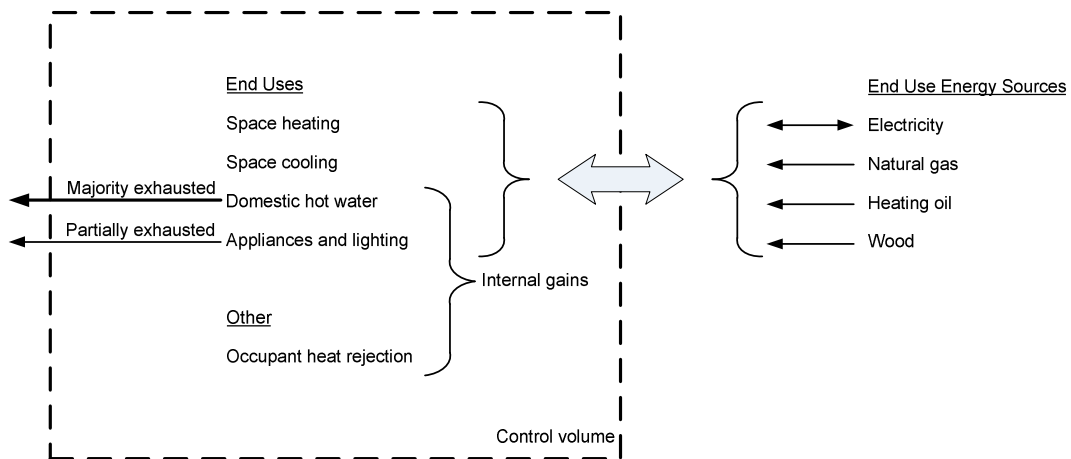 End Uses
Space heating
Space cooling
Majority exhausted
Domestic hot water
Partially exhausted
Appliances and lighting
Internal gains
Other
Occupant heat rejection
Control volume
End Use Energy Sources
Electricity
Natural gas
Heating oil
Wood